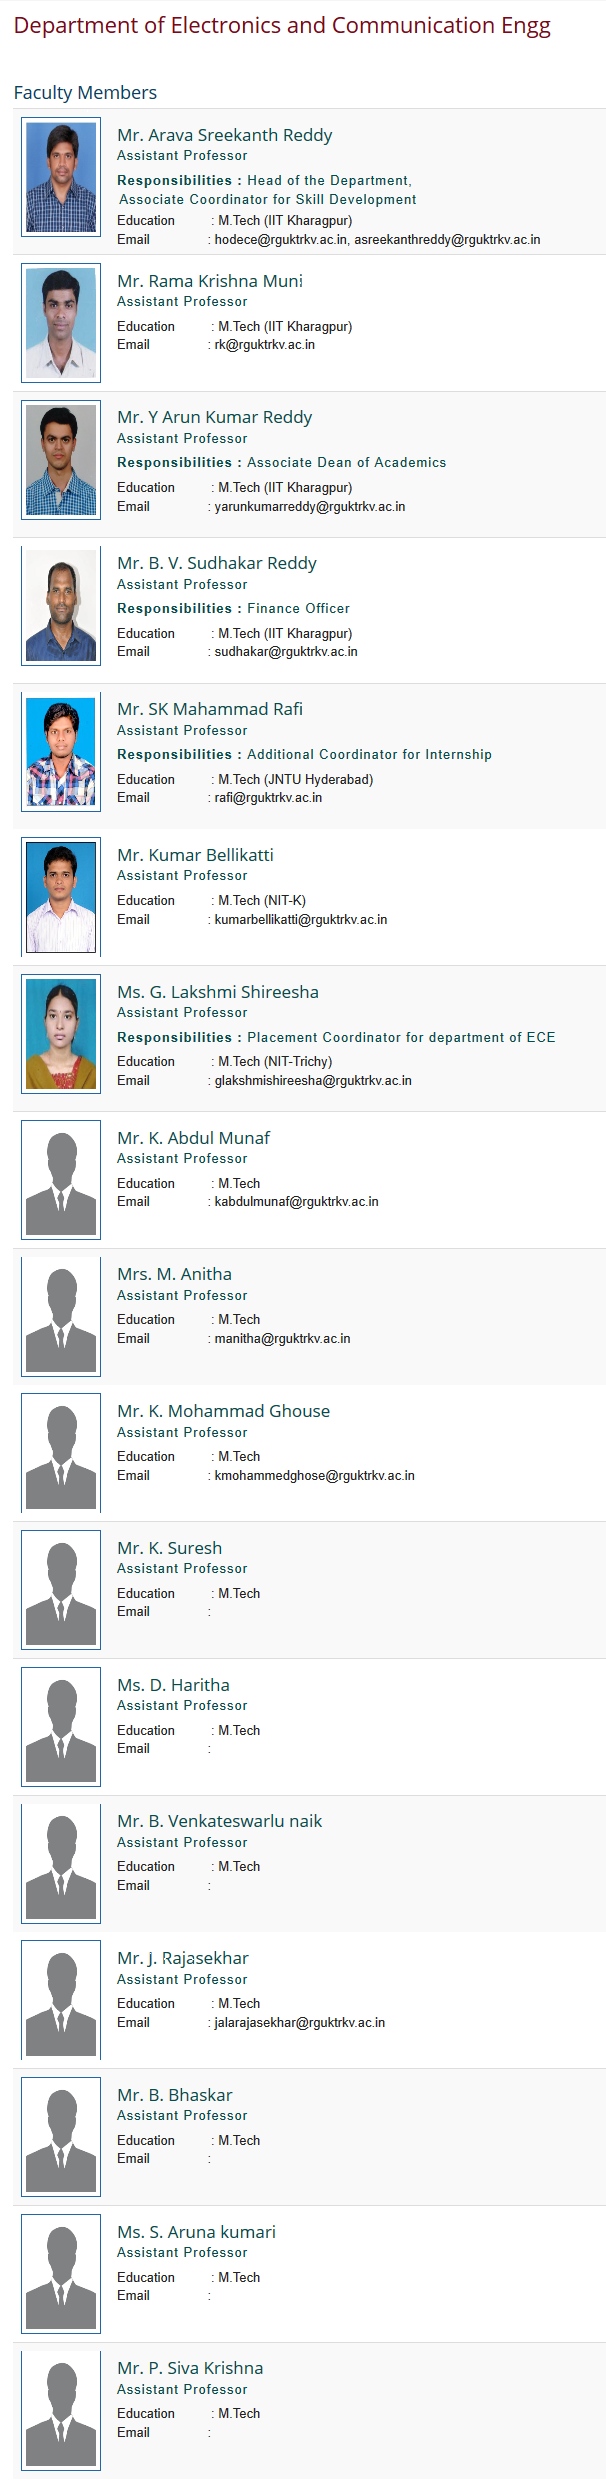 Department of Electronics and Communication Engg
Faculty Members
Mr. Arava Sreekanth Reddy
Assistant Professor
Responsibilities : Head of the Department,
Associate Coordinator for Skill Development
Education : M.Tech (IIT Kharagpur)
Email : hodece@rguktrkv.ac.in, asreekanthreddy@rguktrkv.ac.in
Mr. Rama Krishna Muni
Assistant Professor
Education : M.Tech (IIT Kharagpur)
Email : rk@rguktrkv.ac.in
Mr. Y Arun Kumar Reddy
Assistant Professor
Responsibilities : Associate Dean of Academics
Education : M.Tech (IIT Kharagpur)
Email : yarunkumarreddy@rguktrkv.ac.in
Mr. B. V. Sudhakar Reddy
Assistant Professor
Responsibilities : Finance Officer
Education : M.Tech (IIT Kharagpur)
Email : sudhakar@rguktrkv.ac.in
Mr. SK Mahammad Rafi
Assistant Professor
Responsibilities : Additional Coordinator for Internship
Education : M.Tech (JNTU Hyderabad)
Email : rafi@rguktrkv.ac.in
Mr. Kumar Bellikatti
Assistant Professor
Education : M.Tech (NIT-K)
Email : kumarbellikatti@rguktrkv.ac.in
Ms. G. Lakshmi Shireesha
Assistant Professor
Responsibilities : Placement Coordinator for department of ECE
Education : M.Tech (NIT-Trichy)
Email : glakshmishireesha@rguktrkv.ac.in
Mr. K. Abdul Munaf
Assistant Professor
Education : M.Tech
Email : kabdulmunaf@rguktrkv.ac.in
Mrs. M. Anitha
Assistant Professor
Education : M.Tech
Email : manitha@rguktrkv.ac.in
Mr. K. Mohammad Ghouse
Assistant Professor
Education : M.Tech
Email : kmohammedghose@rguktrkv.ac.in
Mr. K. Suresh
Assistant Professor
Education : M.Tech
Email :
Ms. D. Haritha
Assistant Professor
Education : M.Tech
Email :
Mr. B. Venkateswarlu naik
Assistant Professor
Education : M.Tech
Email :
Mr. J. Rajasekhar
Assistant Professor
Education : M.Tech
Email : jalarajasekhar@rguktrkv.ac.in
Mr. B. Bhaskar
Assistant Professor
Education : M.Tech
Email :
Ms. S. Aruna kumari
Assistant Professor
Education : M.Tech
Email :
Mr. P. Siva Krishna
Assistant Professor
Education : M.Tech
Email :